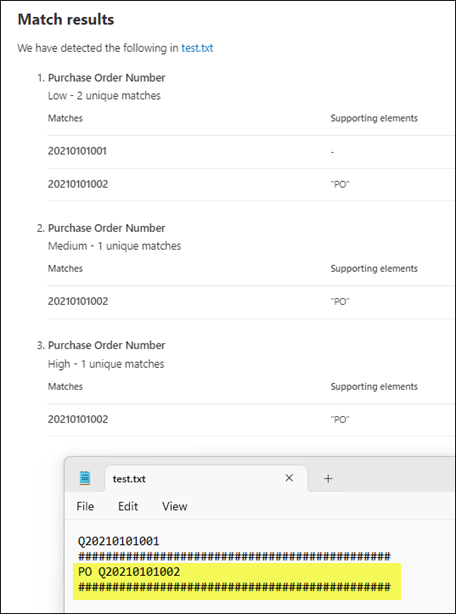 Match results
We have detected the following in test.txt
1. Purchase Order Number
Low - 2 unique matches
Matches Supporting elements
20210101001 -
20210101002 "PO"
2. Purchase Order Number
Medium - 1 unique matches
Matches Supporting elements
20210101002 "PO"
3. Purchase Order Number
High - 1 unique matches
Matches Supporting elements
20210101002 "PO"
test.txt × +
File Edit View
Q20210101001
##############################################
PO Q20210101002
##############################################